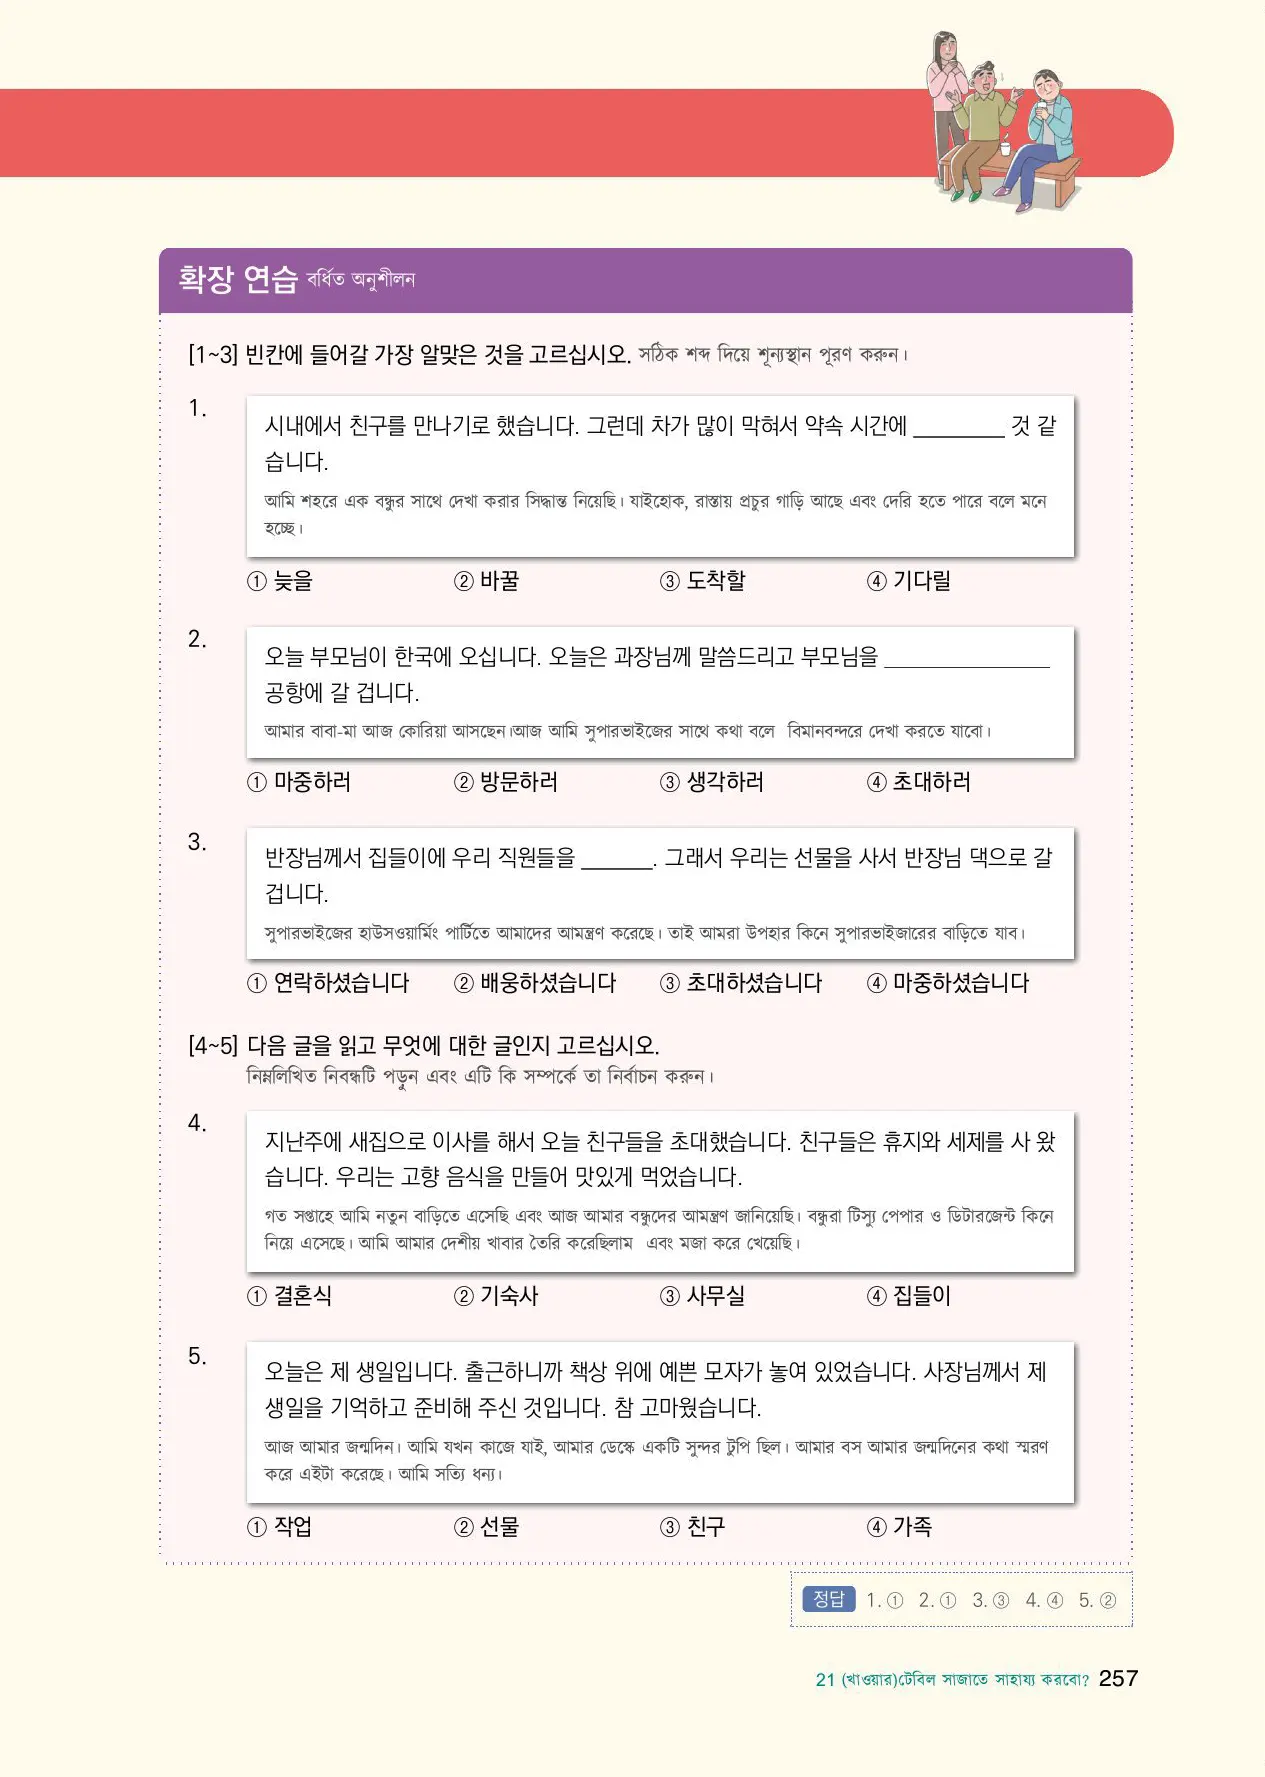 확장 연습 বর্ধিত অনুশীলন
[1~3] 빈칸에 들어갈 가장 알맞은 것을 고르십시오. সঠিক শব্দ দিয়ে শূন্যস্থান পূরণ করুন।
1.
시내에서 친구를 만나기로 했습니다. 그런데 차가 많이 막혀서 약속 시간에 ________ 것 같
습니다.
আমি শহরে এক বন্ধুর সাথে দেখা করার সিদ্ধান্ত নিয়েছি। যাইহোক, রাস্তায় প্রচুর গাড়ি আছে এবং দেরি হতে পারে বলে মনে
হচ্ছে।
① 늦을 ② 바꿀 ③ 도착할 ④ 기다릴
2.
오늘 부모님이 한국에 오십니다. 오늘은 과장님께 말씀드리고 부모님을 ______________
공항에 갈 겁니다.
আমার বাবা-মা আজ কোরিয়া আসছেন।আজ আমি সুপারভাইজের সাথে কথা বলে বিমানবন্দরে দেখা করতে যাবো।
① 마중하러 ② 방문하러 ③ 생각하러 ④ 초대하러
3.
반장님께서 집들이에 우리 직원들을 ______. 그래서 우리는 선물을 사서 반장님 댁으로 갈
겁니다.
সুপারভাইজের হাউসওয়ার্মিং পার্টিতে আমাদের আমন্ত্রণ করেছে। তাই আমরা উপহার কিনে সুপারভাইজারের বাড়িতে যাব।
① 연락하셨습니다 ② 배웅하셨습니다 ③ 초대하셨습니다 ④ 마중하셨습니다
[4~5] 다음 글을 읽고 무엇에 대한 글인지 고르십시오.
নিম্নলিখিত নিবন্ধটি পড়ুন এবং এটি কি সম্পর্কে তা নির্বাচন করুন।
4.
지난주에 새집으로 이사를 해서 오늘 친구들을 초대했습니다. 친구들은 휴지와 세제를 사 왔
습니다. 우리는 고향 음식을 만들어 맛있게 먹었습니다.
গত সপ্তাহে আমি নতুন বাড়িতে এসেছি এবং আজ আমার বন্ধুদের আমন্ত্রণ জানিয়েছি। বন্ধুরা টিস্যু পেপার ও ডিটারজেন্ট কিনে
নিয়ে এসেছে। আমি আমার দেশীয় খাবার তৈরি করেছিলাম এবং মজা করে খেয়েছি।
① 결혼식 ② 기숙사 ③ 사무실 ④ 집들이
5.
오늘은 제 생일입니다. 출근하니까 책상 위에 예쁜 모자가 놓여 있었습니다. 사장님께서 제
생일을 기억하고 준비해 주신 것입니다. 참 고마웠습니다.
আজ আমার জন্মদিন। আমি যখন কাজে যাই, আমার ডেস্কে একটি সুন্দর টুপি ছিল। আমার বস আমার জন্মদিনের কথা স্মরণ
করে এইটা করেছে। আমি সত্যি ধন্য।
① 작업 ② 선물 ③ 친구 ④ 가족
정답 1. ① 2. ① 3. ③ 4. ④ 5. ②
21 (খাওয়ার)টেবিল সাজাতে সাহায্য করবো? 257